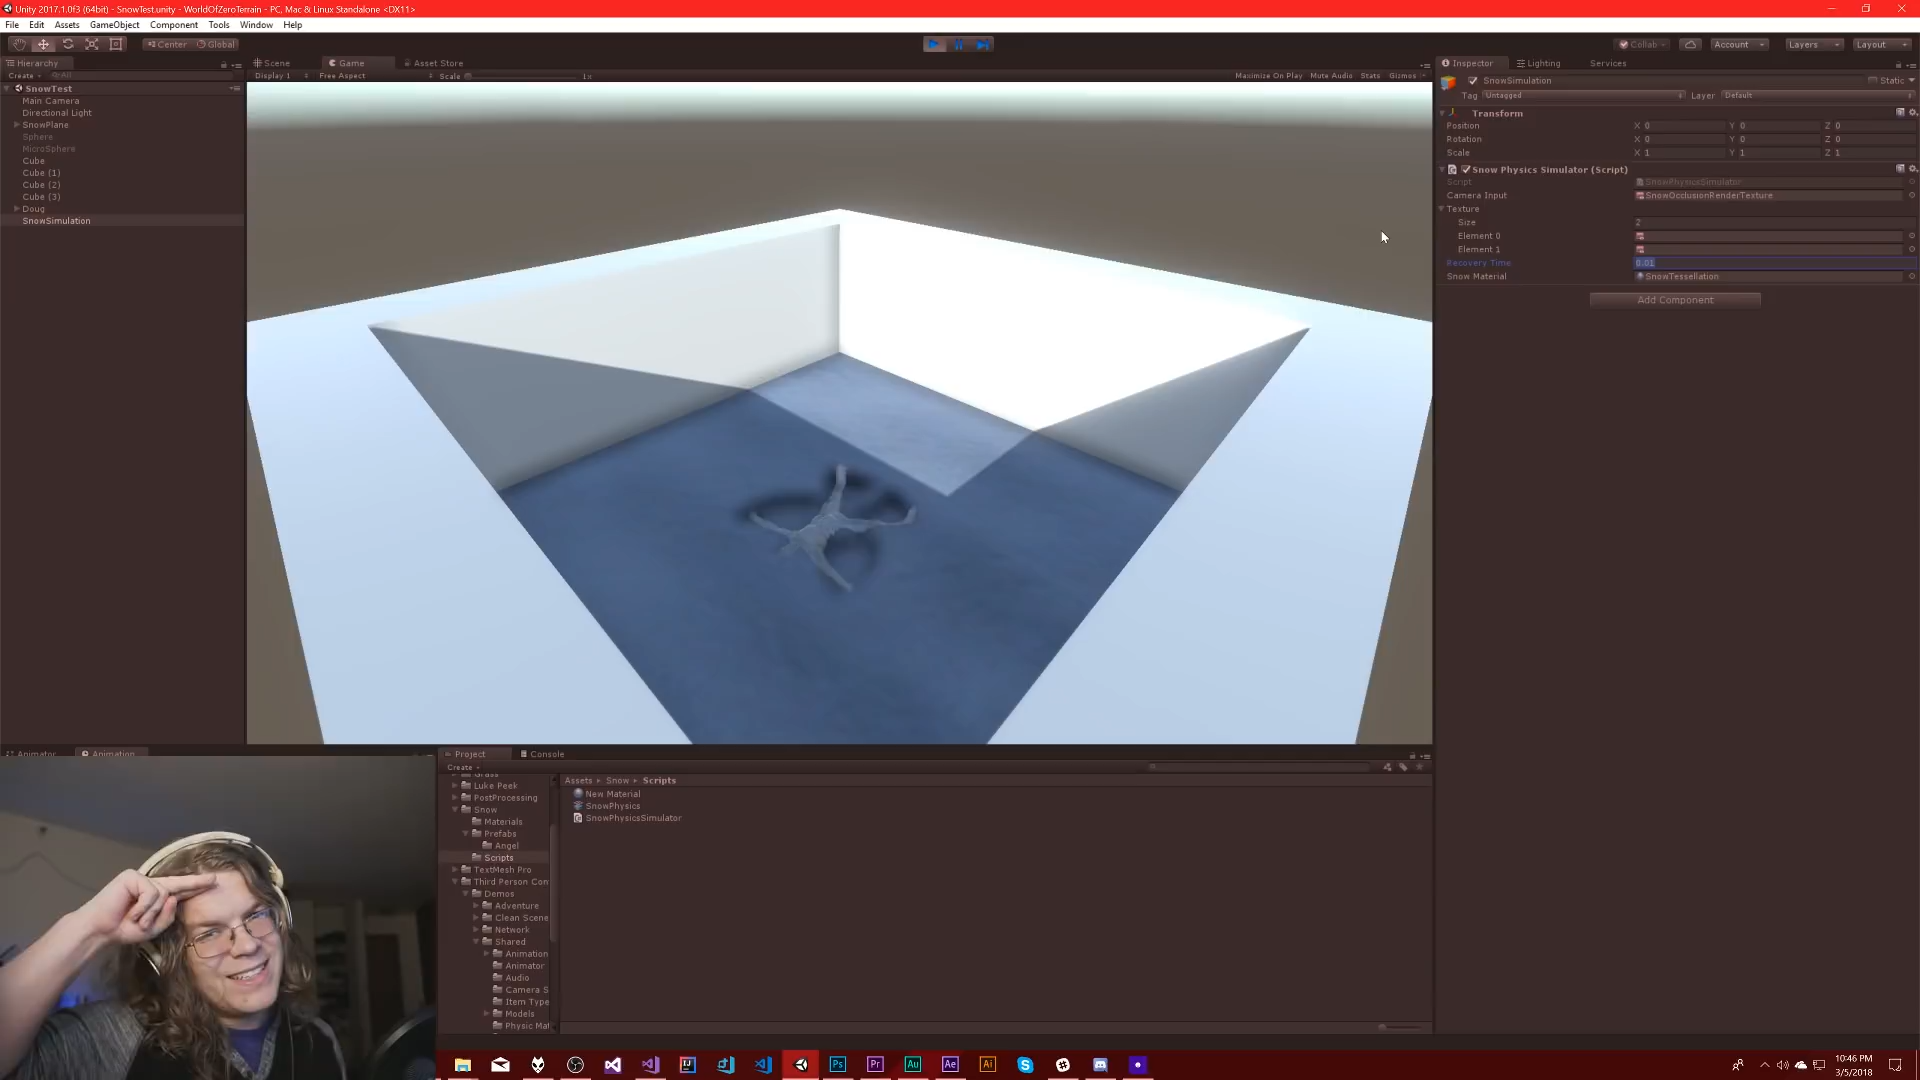 Unity 2017.1.0f3 (64bit) - SnowTest.unity - WorldOfZeroTerrain - PC, Mac & Linux Standalone <DX11>
File Edit Assets GameObject Component Tools Window Help
Center Global
Collab Account Layers Layout
Hierarchy
Create All
SnowTest
Main Camera
Directional Light
SnowPlane
Sphere
MicroSphere
Cube
Cube (1)
Cube (2)
Cube (3)
Doug
SnowSimulation
Scene Game Asset Store
Display 1 Free Aspect Scale 1x Maximize On Play Mute Audio Stats Gizmos
Inspector Lighting Services
SnowSimulation Static
Tag Untagged Layer Default
Transform
Position X 0 Y 0 Z 0
Rotation X 0 Y 0 Z 0
Scale X 1 Y 1 Z 1
Snow Physics Simulator (Script)
Script SnowPhysicsSimulator
Camera Input SnowOcclusionRenderTexture
Texture
Size 2
Element 0
Element 1
Recovery Time 0.01
Snow Material SnowTessellation
Add Component
Animator Animation
Project Console
Create
Grass
Luke Peek
PostProcessing
Snow
Materials
Prefabs
Angel
Scripts
TextMesh Pro
Third Person Con
Demos
Adventure
Clean Scene
Network
Shared
Animation
Animator
Audio
Camera S
Item Type
Models
Physic Mat
Assets Snow Scripts
New Material
SnowPhysics
SnowPhysicsSimulator
Ps Pr Au Ae Ai
10:46 PM
3/5/2018